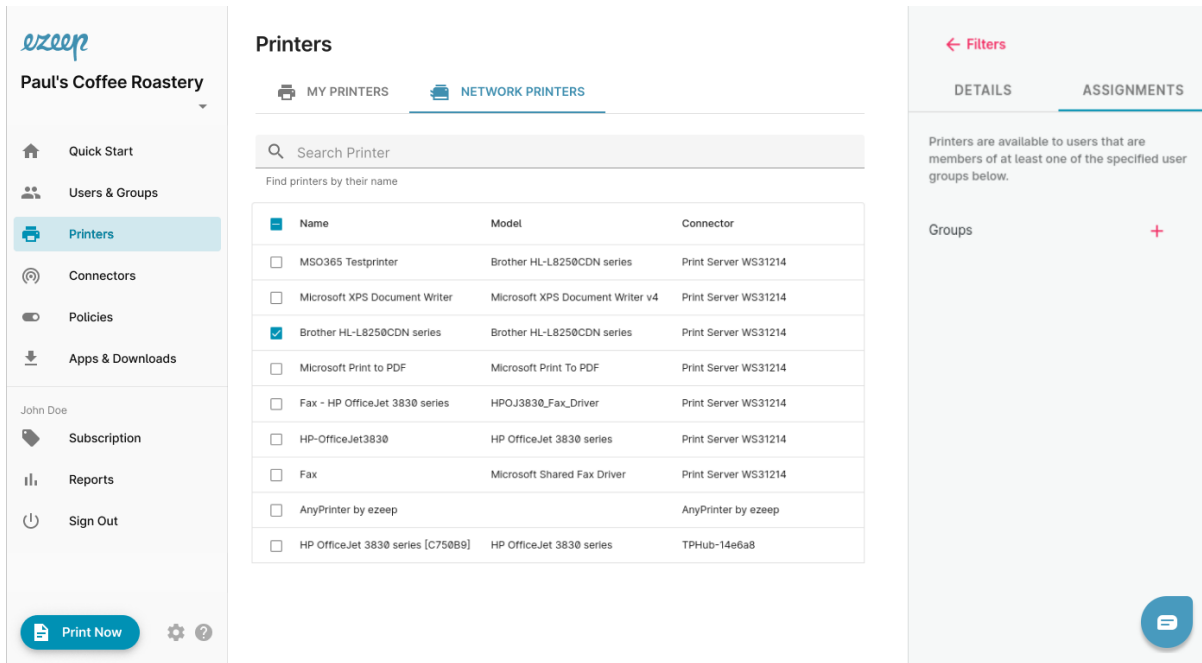 ezeep
Paul's Coffee Roastery
Quick Start
Users & Groups
Printers
Connectors
Policies
Apps & Downloads
John Doe
Subscription
Reports
Sign Out
Print Now
Printers
MY PRINTERS NETWORK PRINTERS
Search Printer
Find printers by their name
Name Model Connector
MSO365 Testprinter Brother HL-L8250CDN series Print Server WS31214
Microsoft XPS Document Writer Microsoft XPS Document Writer v4 Print Server WS31214
Brother HL-L8250CDN series Brother HL-L8250CDN series Print Server WS31214
Microsoft Print to PDF Microsoft Print To PDF Print Server WS31214
Fax - HP OfficeJet 3830 series HPOJ3830_Fax_Driver Print Server WS31214
HP-OfficeJet3830 HP OfficeJet 3830 series Print Server WS31214
Fax Microsoft Shared Fax Driver Print Server WS31214
AnyPrinter by ezeep AnyPrinter by ezeep
HP OfficeJet 3830 series [C750B9] HP OfficeJet 3830 series TPHub-14e6a8
Filters
DETAILS ASSIGNMENTS
Printers are available to users that are
members of at least one of the specified user
groups below.
Groups